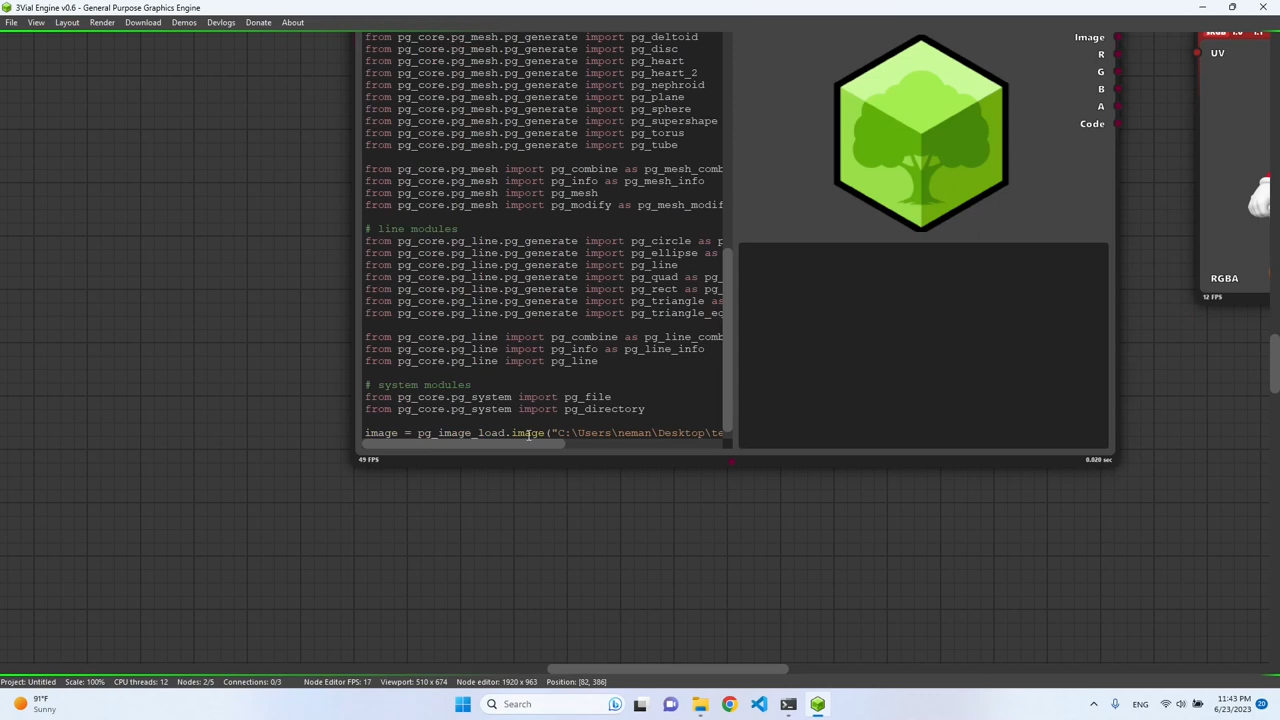 3Vial Engine v0.6 - General Purpose Graphics Engine
File View Layout Render Download Demos Devlogs Donate About
from pg_core.pg_mesh.pg_generate import pg_deltoid
from pg_core.pg_mesh.pg_generate import pg_disc
from pg_core.pg_mesh.pg_generate import pg_heart
from pg_core.pg_mesh.pg_generate import pg_heart_2
from pg_core.pg_mesh.pg_generate import pg_nephroid
from pg_core.pg_mesh.pg_generate import pg_plane
from pg_core.pg_mesh.pg_generate import pg_sphere
from pg_core.pg_mesh.pg_generate import pg_supershape
from pg_core.pg_mesh.pg_generate import pg_torus
from pg_core.pg_mesh.pg_generate import pg_tube
from pg_core.pg_mesh import pg_combine as pg_mesh_comb
from pg_core.pg_mesh import pg_info as pg_mesh_info
from pg_core.pg_mesh import pg_mesh
from pg_core.pg_mesh import pg_modify as pg_mesh_modif
# line modules
from pg_core.pg_line.pg_generate import pg_circle as p
from pg_core.pg_line.pg_generate import pg_ellipse as
from pg_core.pg_line.pg_generate import pg_line
from pg_core.pg_line.pg_generate import pg_quad as pg_
from pg_core.pg_line.pg_generate import pg_rect as pg_
from pg_core.pg_line.pg_generate import pg_triangle as
from pg_core.pg_line.pg_generate import pg_triangle_eq
from pg_core.pg_line import pg_combine as pg_line_comb
from pg_core.pg_line import pg_info as pg_line_info
from pg_core.pg_line import pg_line
# system modules
from pg_core.pg_system import pg_file
from pg_core.pg_system import pg_directory
image = pg_image_load.image("C:\Users\neman\Desktop\te
49 FPS
0.020 sec
Image
R
G
B
A
Code
UV
RGBA
12 FPS
Project: Untitled Scale: 100% CPU threads: 12 Nodes: 2/5 Connections: 0/3 Node Editor FPS: 17 Viewport: 510 x 674 Node editor: 1920 x 963 Position: [82, 386]
91°F
Sunny
Search
ENG
11:43 PM
6/23/2023
20